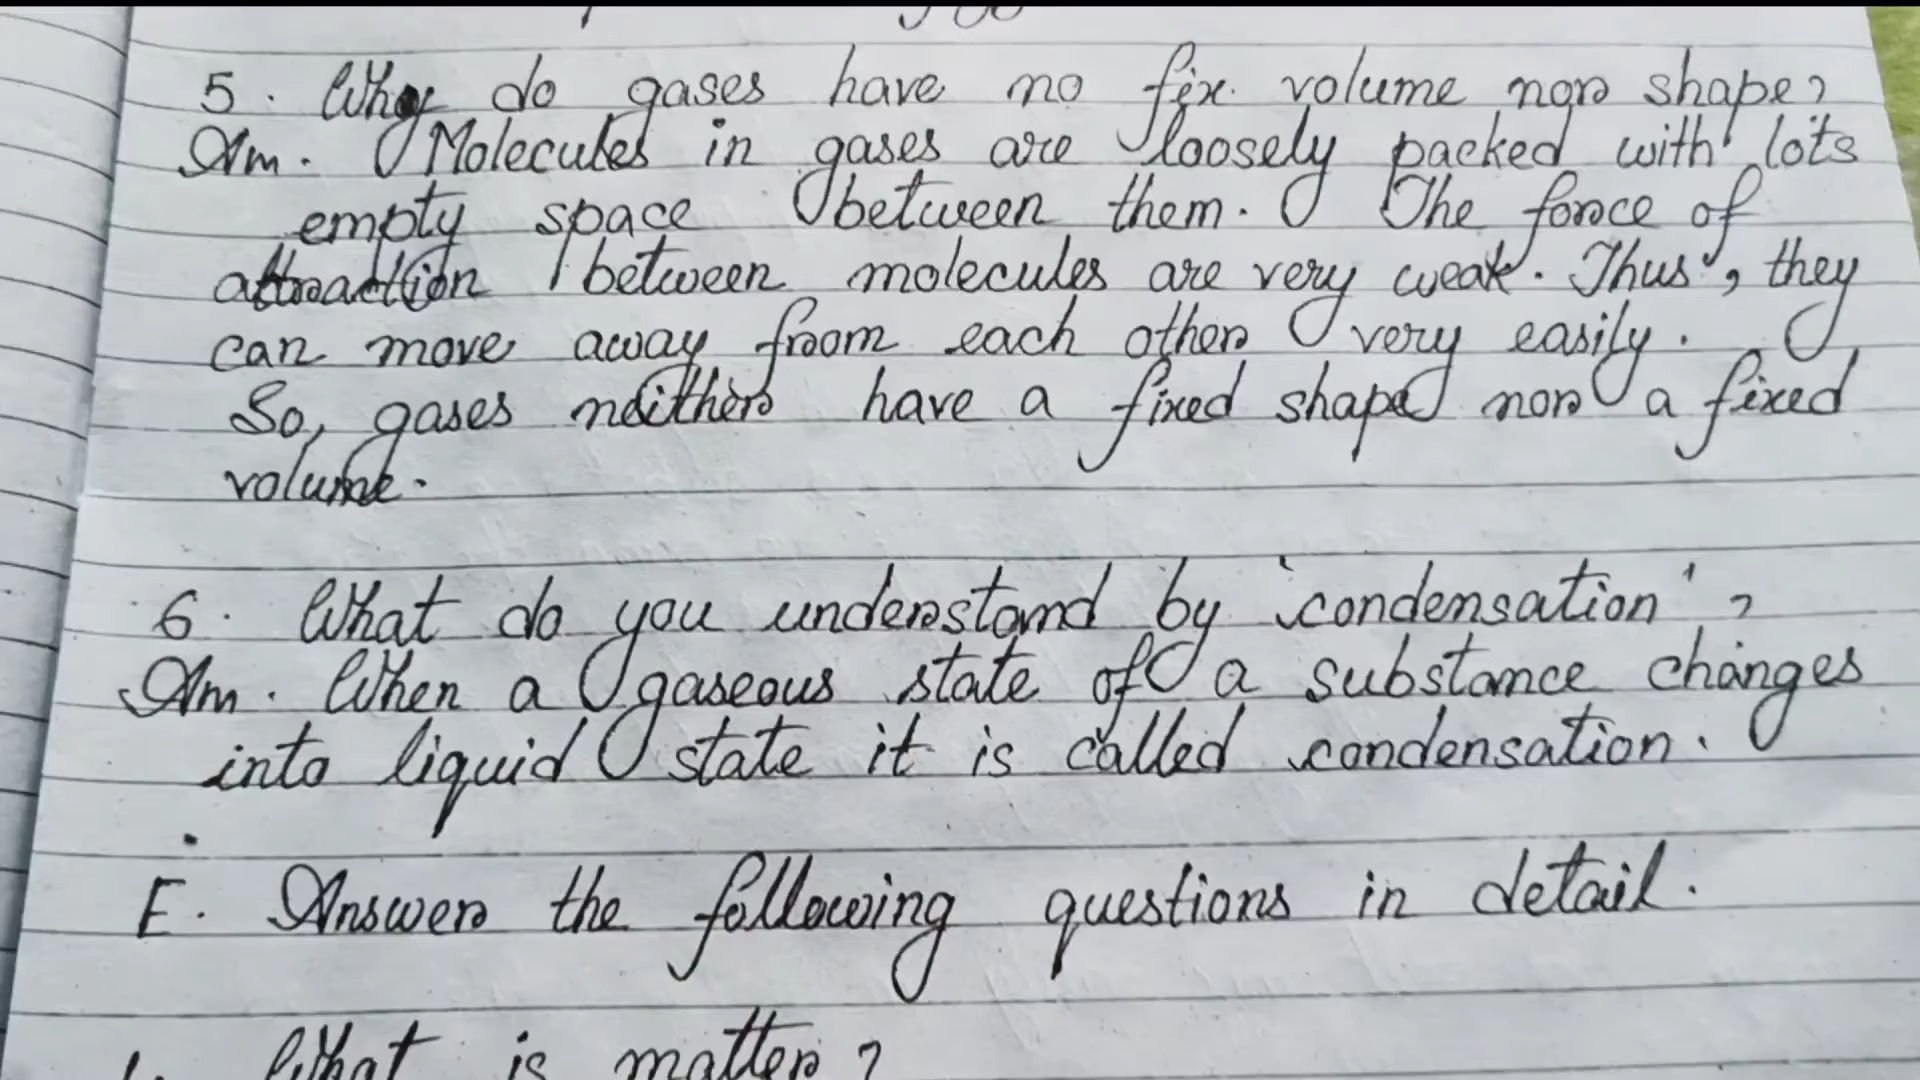 5. Why do gases have no fix volume nor shape?
Ans. Molecules in gases are loosely packed with lots
empty space between them. The force of
attraction between molecules are very weak. Thus, they
can move away from each other very easily.
So, gases neither have a fixed shape nor a fixed
volume.
6. What do you understand by 'condensation'?
Ans. When a gaseous state of a substance changes
into liquid state it is called condensation.
E. Answer the following questions in detail.
1. What is matter?